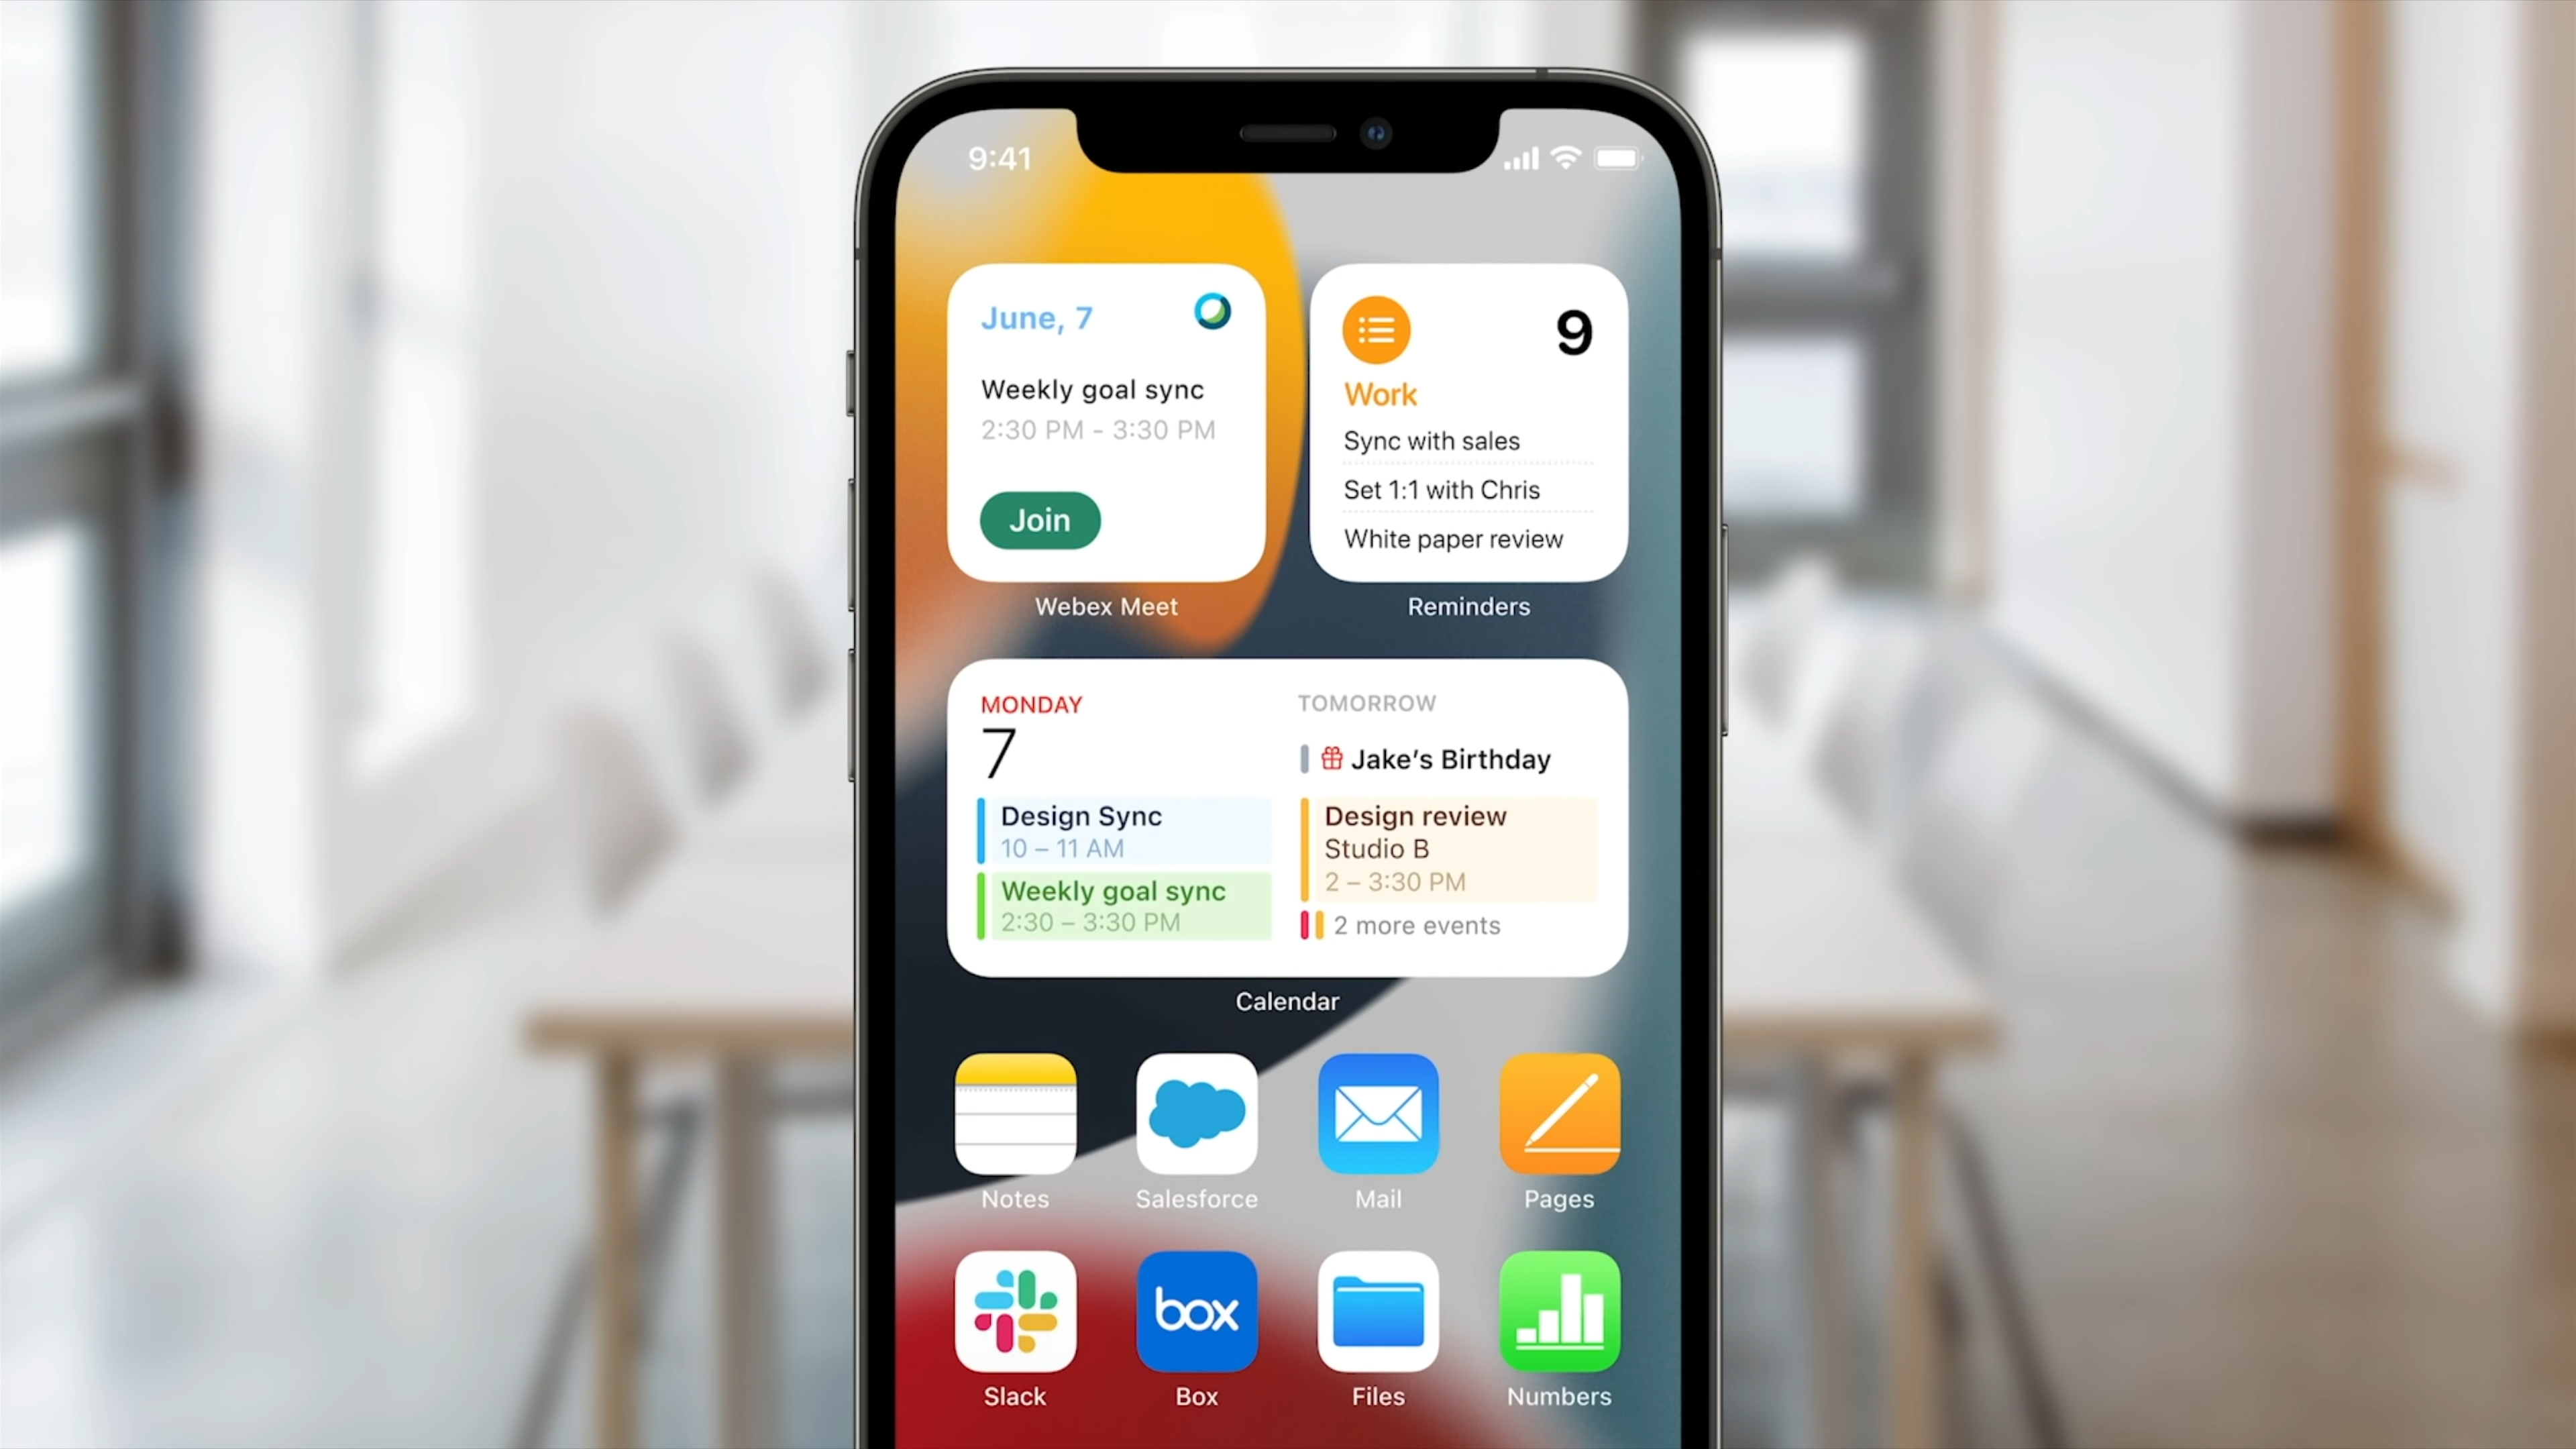 9:41
June, 7
Weekly goal sync
2:30 PM - 3:30 PM
Join
Webex Meet
9
Work
Sync with sales
Set 1:1 with Chris
White paper review
Reminders
MONDAY
7
Design Sync
10 – 11 AM
Weekly goal sync
2:30 – 3:30 PM
TOMORROW
Jake’s Birthday
Design review
Studio B
2 – 3:30 PM
2 more events
Calendar
Notes
Salesforce
Mail
Pages
box
Slack
Box
Files
Numbers